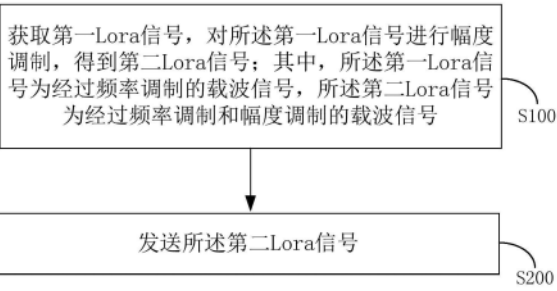 获取第一Lora信号，对所述第一Lora信号进行幅度
调制，得到第二Lora信号；其中，所述第一Lora信
号为经过频率调制的载波信号，所述第二Lora信号
为经过频率调制和幅度调制的载波信号
S100
发送所述第二Lora信号
S200